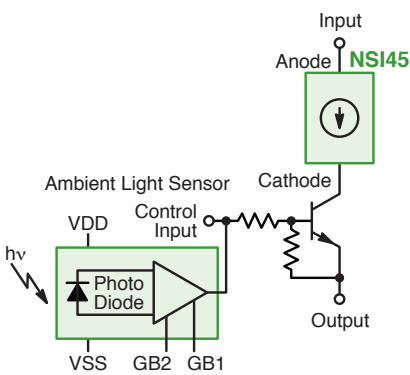 Input
Anode NSI45
Cathode
Ambient Light Sensor
Control
Input
VDD
hν
Photo
Diode
Output
VSS GB2 GB1